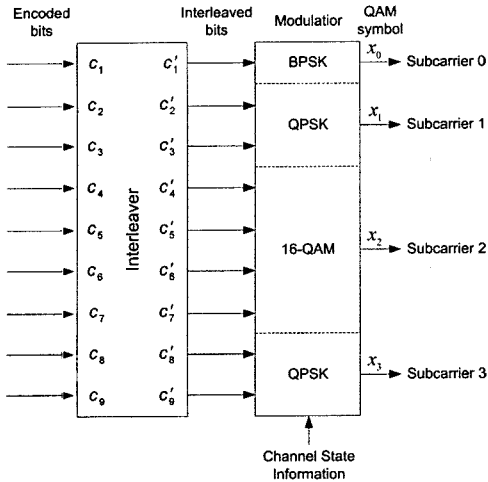 Encoded
bits
Interleaved
bits
Modulatior
QAM
symbol
C1
C2
C3
C4
C5
C6
C7
C8
C9
Interleaver
C'1
C'2
C'3
C'4
C'5
C'6
C'7
C'8
C'9
BPSK
QPSK
16-QAM
QPSK
x0
Subcarrier 0
x1
Subcarrier 1
x2
Subcarrier 2
x3
Subcarrier 3
Channel State
Information